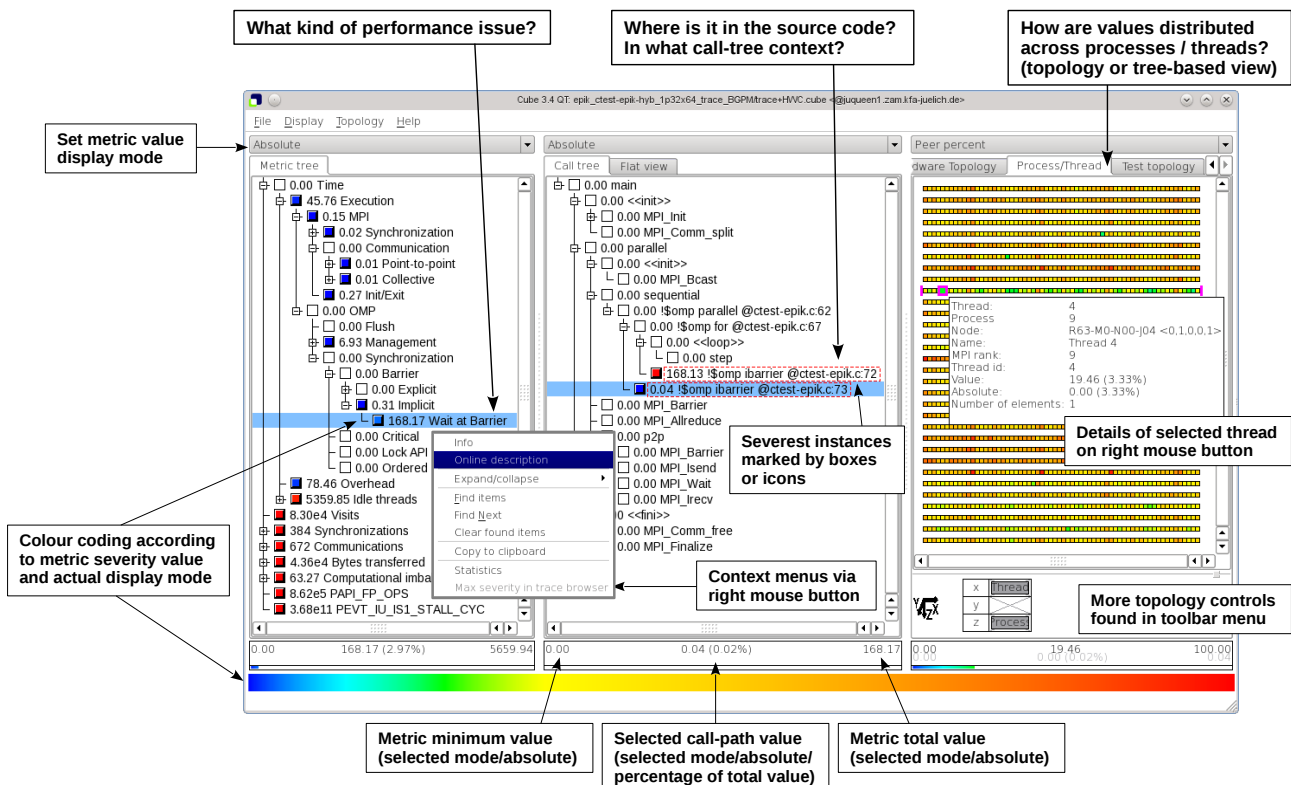 What kind of performance issue?
Where is it in the source code?
In what call-tree context?
How are values distributed
across processes / threads?
(topology or tree-based view)
Cube 3.4 QT: epik_ctest-epik-hyb_1p32x64_trace_BGPM/trace+HWC.cube <@juqueen1.zam.kfa-juelich.de>
File Display Topology Help
Set metric value
display mode
Absolute
Metric tree
0.00 Time
45.76 Execution
0.15 MPI
0.02 Synchronization
0.00 Communication
0.01 Point-to-point
0.01 Collective
0.27 Init/Exit
0.00 OMP
0.00 Flush
6.93 Management
0.00 Synchronization
0.00 Barrier
0.00 Explicit
0.31 Implicit
168.17 Wait at Barrier
0.00 Critical
0.00 Lock API
0.00 Ordered
78.46 Overhead
5359.85 Idle threads
8.30e4 Visits
384 Synchronizations
672 Communications
4.36e4 Bytes transferred
63.27 Computational imba
8.62e5 PAPI_FP_OPS
3.68e11 PEVT_IU_IS1_STALL_CYC
Info
Online description
Expand/collapse
Find items
Find Next
Clear found items
Copy to clipboard
Statistics
Max severity in trace browser
Absolute
Call tree Flat view
0.00 main
0.00 <<init>>
0.00 MPI_Init
0.00 MPI_Comm_split
0.00 parallel
0.00 <<init>>
0.00 MPI_Bcast
0.00 sequential
0.00 !$omp parallel @ctest-epik.c:62
0.00 !$omp for @ctest-epik.c:67
0.00 <<loop>>
0.00 step
168.13 !$omp ibarrier @ctest-epik.c:72
0.04 !$omp ibarrier @ctest-epik.c:73
0.00 MPI_Barrier
0.00 MPI_Allreduce
0.00 p2p
0.00 MPI_Barrier
0.00 MPI_Isend
0.00 MPI_Wait
0.00 MPI_Irecv
00 <<fini>>
0.00 MPI_Comm_free
0.00 MPI_Finalize
Severest instances
marked by boxes
or icons
Context menus via
right mouse button
Peer percent
dware Topology Process/Thread Test topology
Thread: 4
Process 9
Node: R63-M0-N00-J04 <0,1,0,0,1>
Name: Thread 4
MPI rank: 9
Thread id: 4
Value: 19.46 (3.33%)
Absolute: 0.00 (3.33%)
Number of elements: 1
Details of selected thread
on right mouse button
x Thread
y
z Process
Y X
Z
More topology controls
found in toolbar menu
Colour coding according
to metric severity value
and actual display mode
0.00 168.17 (2.97%) 5659.94
0.00 0.04 (0.02%) 168.17
0.00 19.46 100.00
0.00 0.00 (0.02%) 0.04
Metric minimum value
(selected mode/absolute)
Selected call-path value
(selected mode/absolute/
percentage of total value)
Metric total value
(selected mode/absolute)